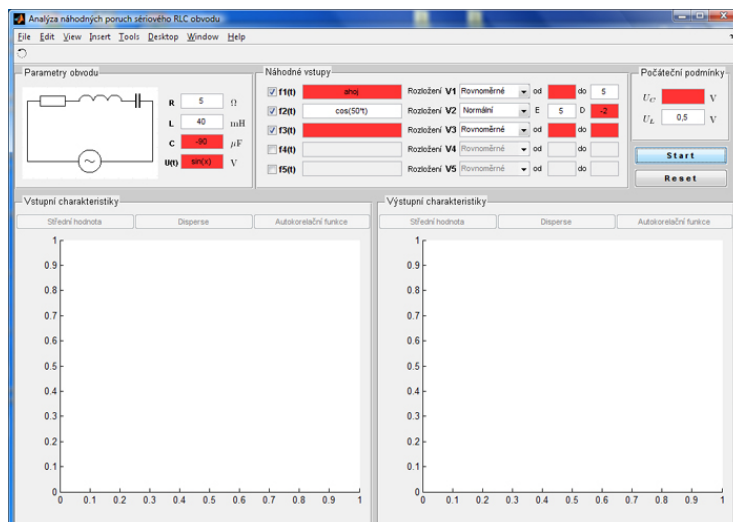 Analýza náhodných poruch sériového RLC obvodu
File Edit View Insert Tools Desktop Window Help
Parametry obvodu
R 5 Ω
L 40 mH
C -90 μF
U(t) sin(x) V
Náhodné vstupy
f1(t) ahoj Rozložení V1 Rovnoměrné od do 5
f2(t) cos(50*t) Rozložení V2 Normální E 5 D -2
f3(t) Rozložení V3 Rovnoměrné od do
f4(t) Rozložení V4 Rovnoměrné od do
f5(t) Rozložení V5 Rovnoměrné od do
Počáteční podmínky
U_C V
U_L 0,5 V
Start
Reset
Vstupní charakteristiky
Střední hodnota Disperse Autokorelační funkce
1
0.9
0.8
0.7
0.6
0.5
0.4
0.3
0.2
0.1
0
0 0.1 0.2 0.3 0.4 0.5 0.6 0.7 0.8 0.9 1
Výstupní charakteristiky
Střední hodnota Disperse Autokorelační funkce
1
0.9
0.8
0.7
0.6
0.5
0.4
0.3
0.2
0.1
0
0 0.1 0.2 0.3 0.4 0.5 0.6 0.7 0.8 0.9 1